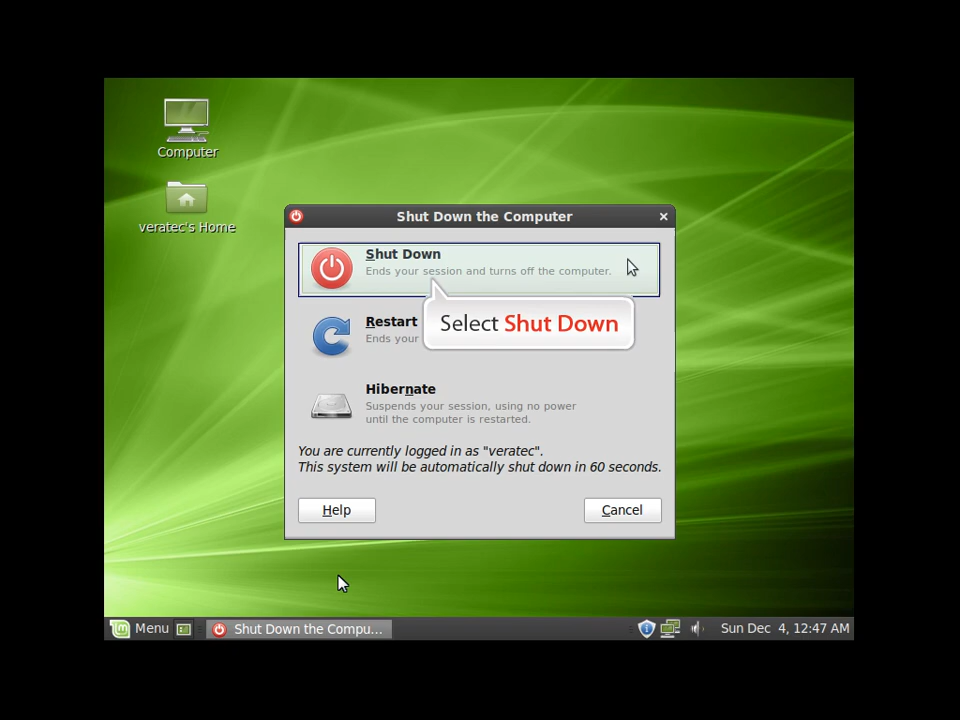 Computer
veratec's Home
Shut Down the Computer
Shut Down
Ends your session and turns off the computer.
Select Shut Down
Restart
Ends your
Hibernate
Suspends your session, using no power
until the computer is restarted.
You are currently logged in as "veratec".
This system will be automatically shut down in 60 seconds.
Help
Cancel
Menu
Shut Down the Compu...
Sun Dec 4, 12:47 AM